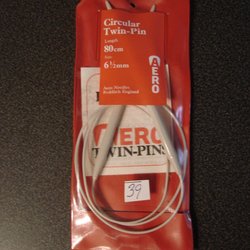 Circular
Twin-Pin
Length
80cm
Size
6½mm
AERO
Aero Needles
Redditch England
AERO
TWIN-PINS
39